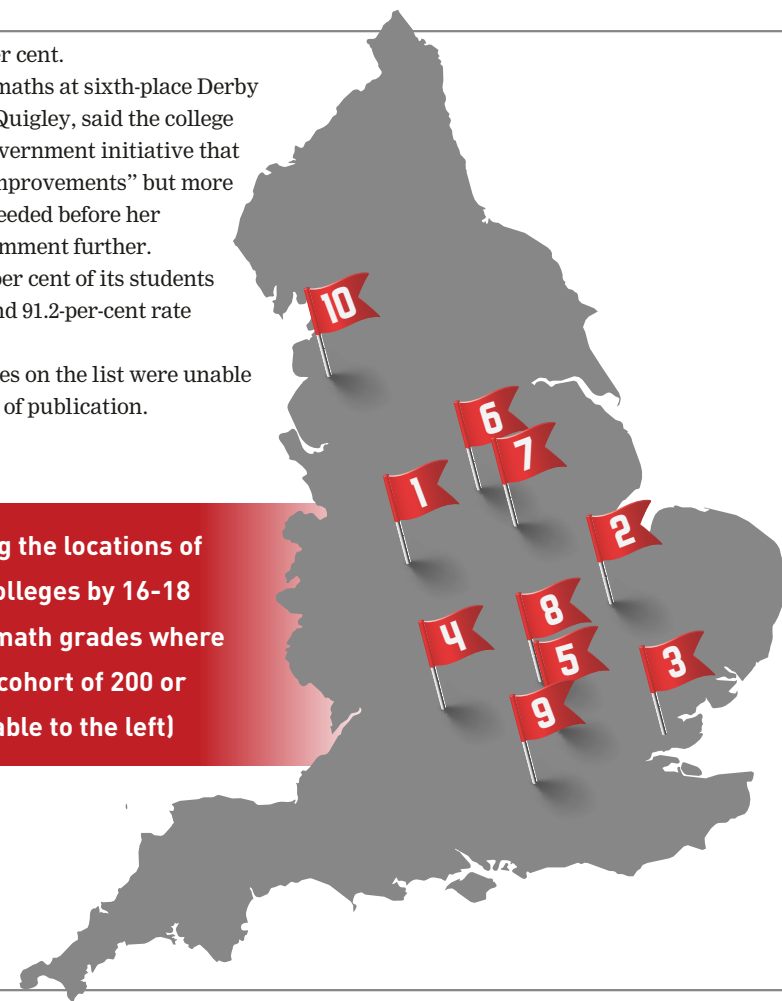 er cent.
maths at sixth-place Derby
Quigley, said the college
vernment initiative that
mprovements” but more
eeded before her
mment further.
per cent of its students
nd 91.2-per-cent rate
es on the list were unable
of publication.
g the locations of
olleges by 16-18
math grades where
cohort of 200 or
able to the left)
10
6
7
1
2
8
4
5
3
9